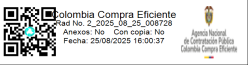 Colombia Compra Eficiente
Rad No. 2_2025_08_25_008728
Anexos: No    Con copia: No
Fecha: 25/08/2025 16:00:37
Agencia Nacional
de Contratación Pública
Colombia Compra Eficiente